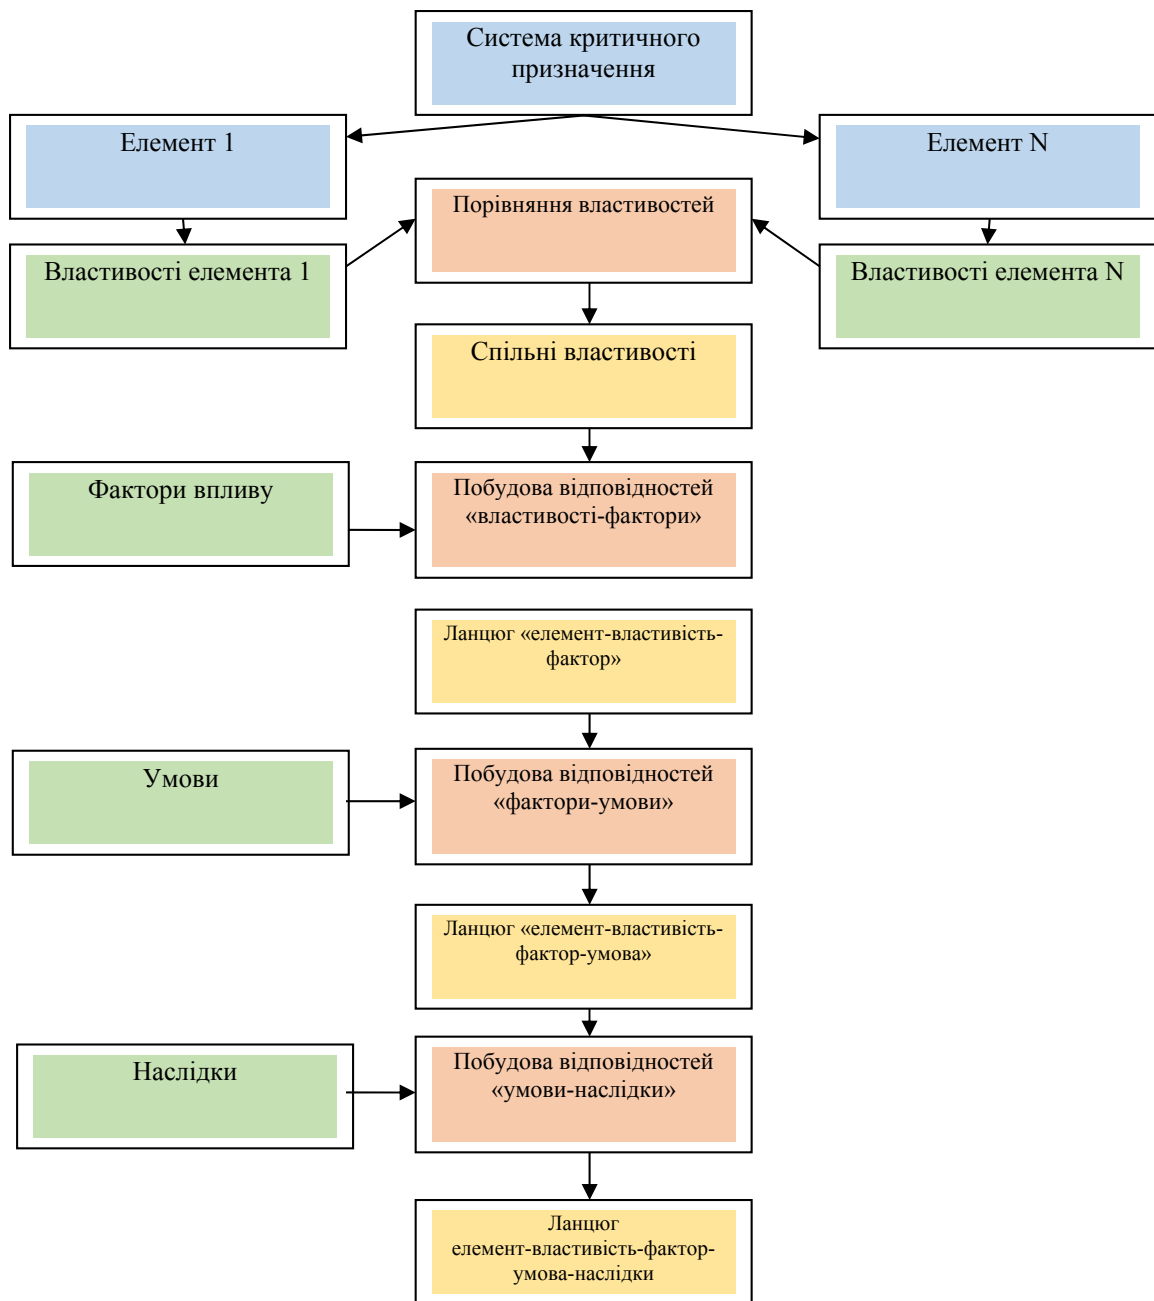 Система критичного
призначення
Елемент 1
Елемент N
Порівняння властивостей
Властивості елемента 1
Властивості елемента N
Спільні властивості
Фактори впливу
Побудова відповідностей
«властивості-фактори»
Ланцюг «елемент-властивість-
фактор»
Умови
Побудова відповідностей
«фактори-умови»
Ланцюг «елемент-властивість-
фактор-умова»
Наслідки
Побудова відповідностей
«умови-наслідки»
Ланцюг
елемент-властивість-фактор-
умова-наслідки